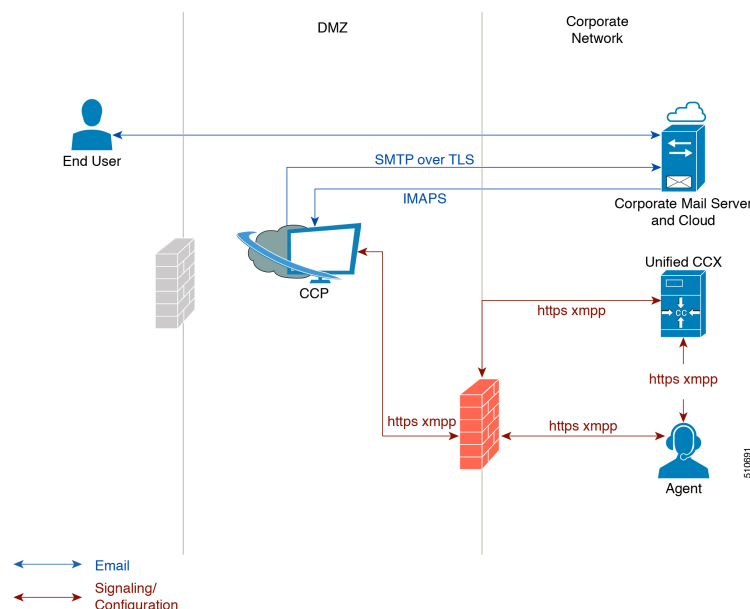 DMZ
Corporate
Network
End User
SMTP over TLS
IMAPS
Corporate Mail Server
and Cloud
CCP
Unified CCX
CC
https xmpp
https xmpp
https xmpp
https xmpp
Agent
510691
Email
Signaling/
Configuration